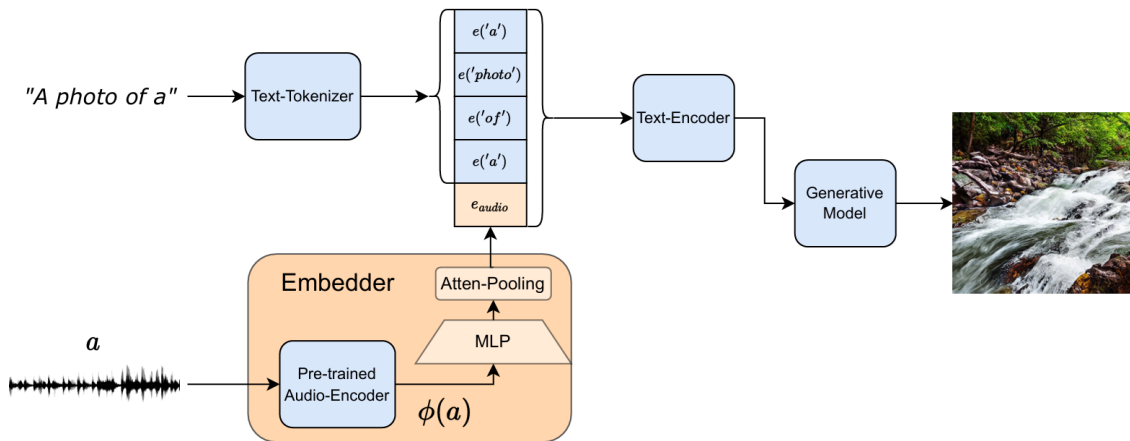 "A photo of a"
Text-Tokenizer
e('a')
e('photo')
e('of')
e('a')
e_audio
Text-Encoder
Generative
Model
Embedder
Atten-Pooling
MLP
a
Pre-trained
Audio-Encoder
ϕ(a)